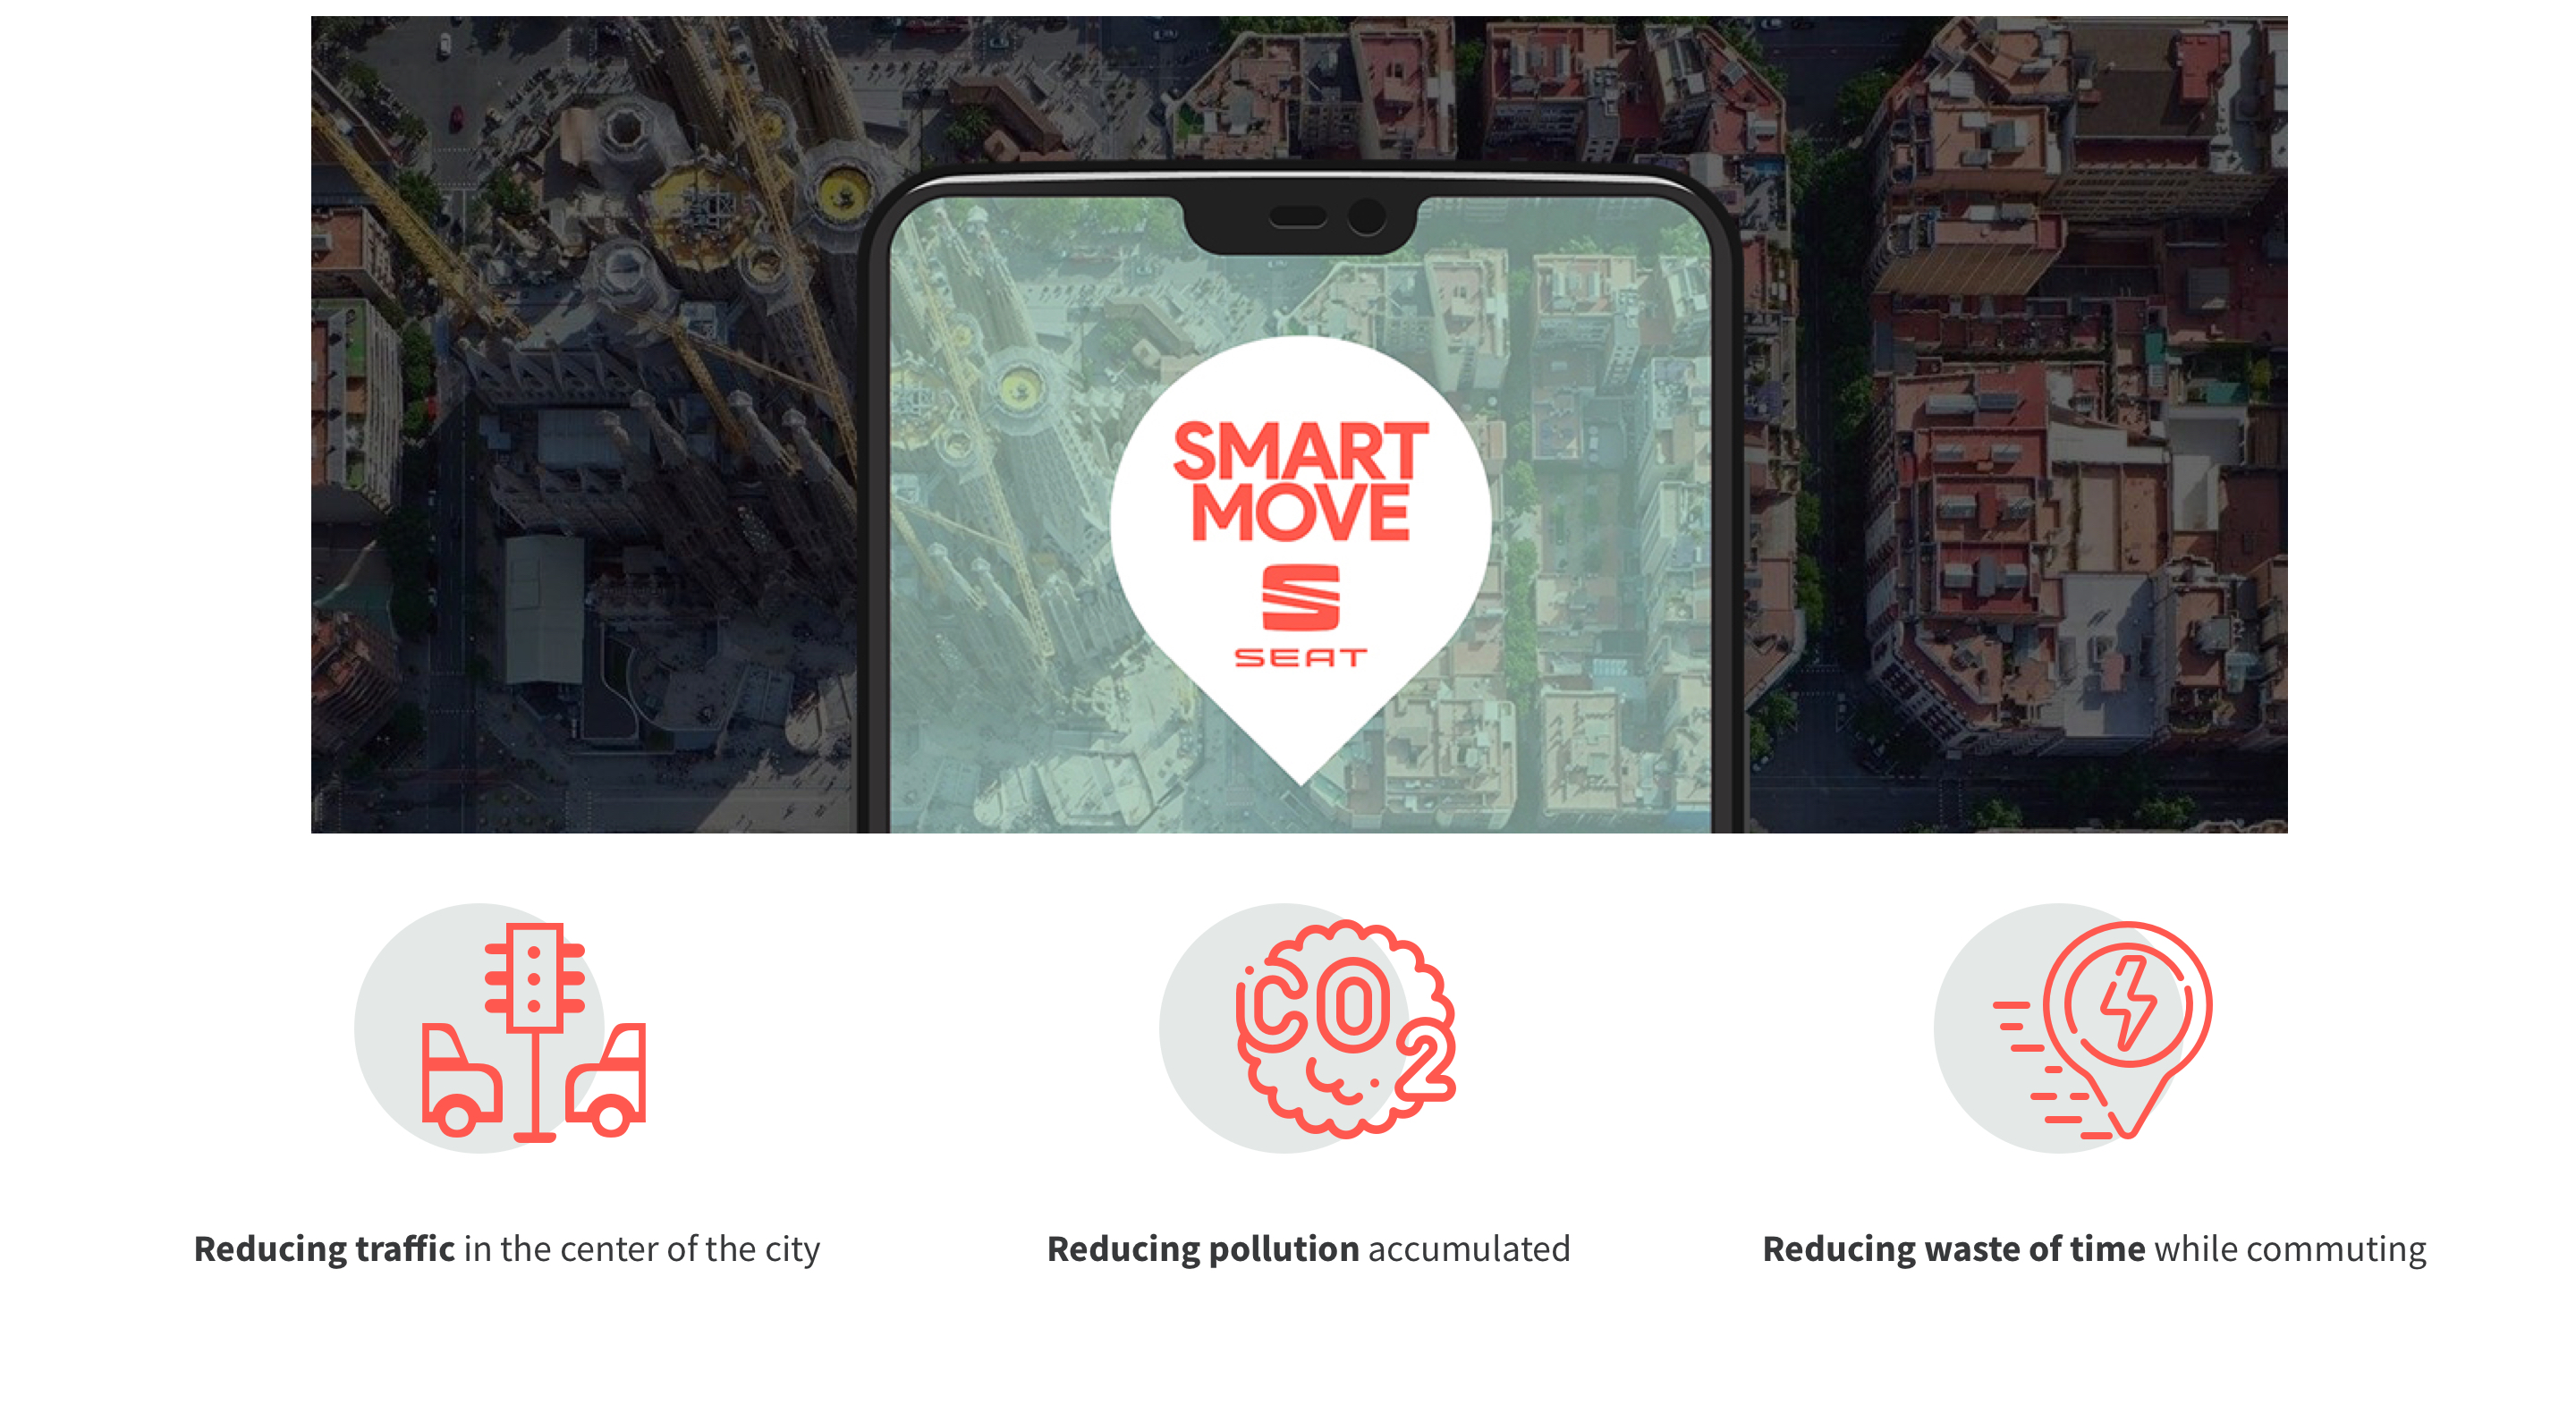 SMART
MOVE
SEAT
CO2
Reducing traffic in the center of the city
Reducing pollution accumulated
Reducing waste of time while commuting